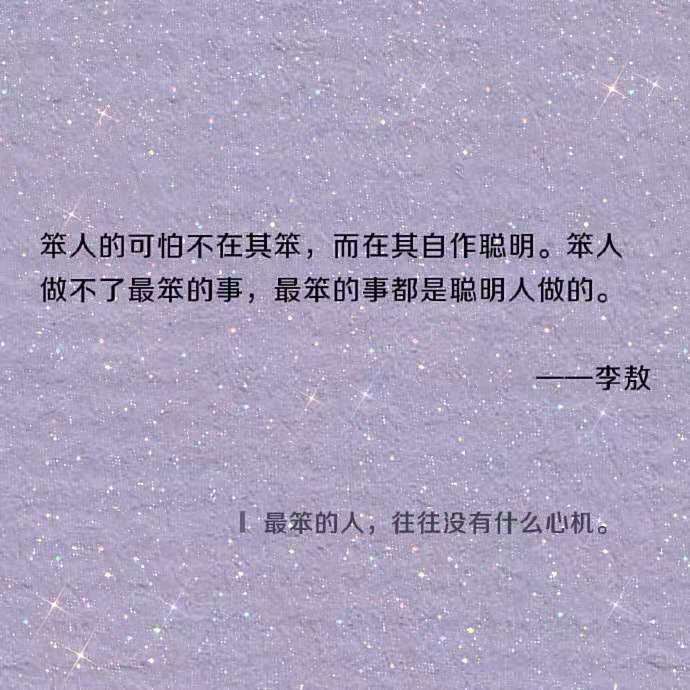 笨人的可怕不在其笨，而在其自作聪明。笨人
做不了最笨的事，最笨的事都是聪明人做的。
——李敖
▎最笨的人，往往没有什么心机。